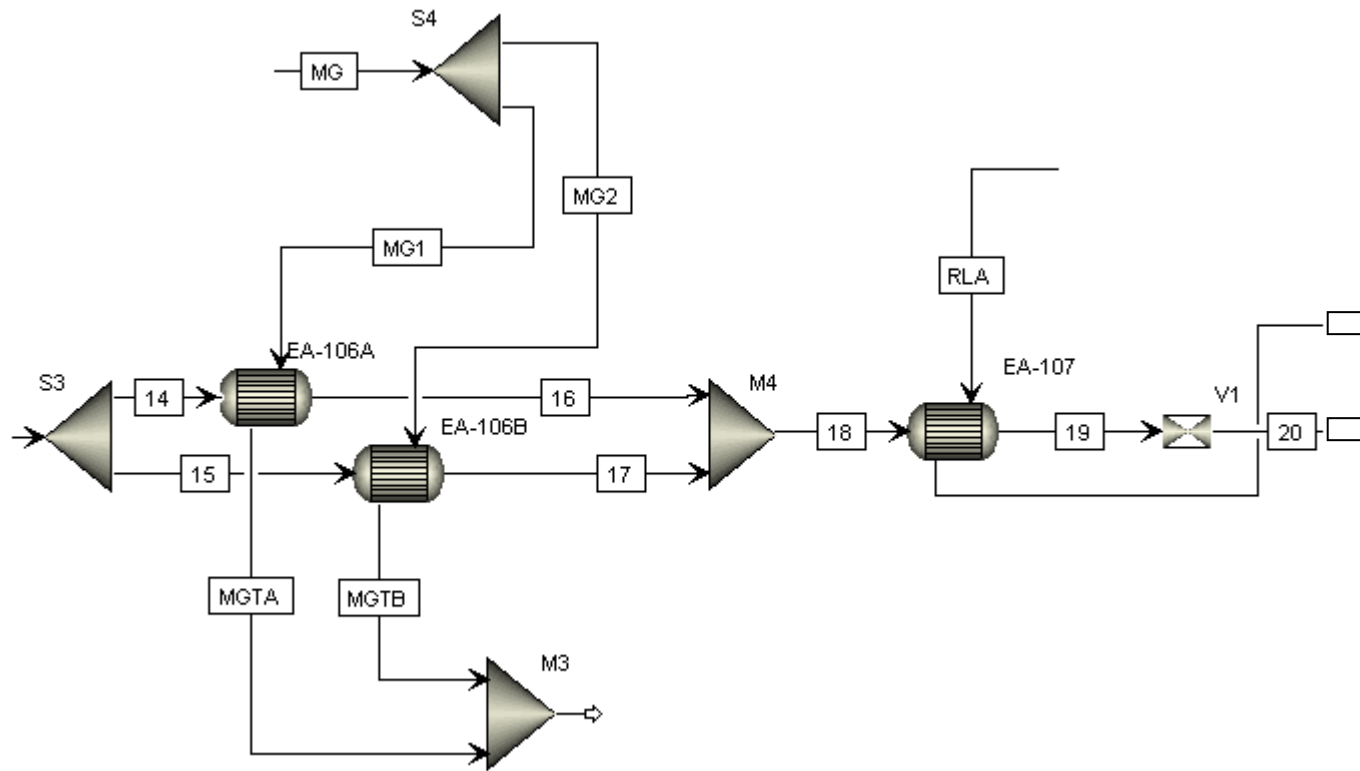 S4
MG
MG2
MG1
RLA
EA-106A
EA-107
S3
V1
M4
14
16
EA-106B
18
19
20
15
17
MGTA
MGTB
M3